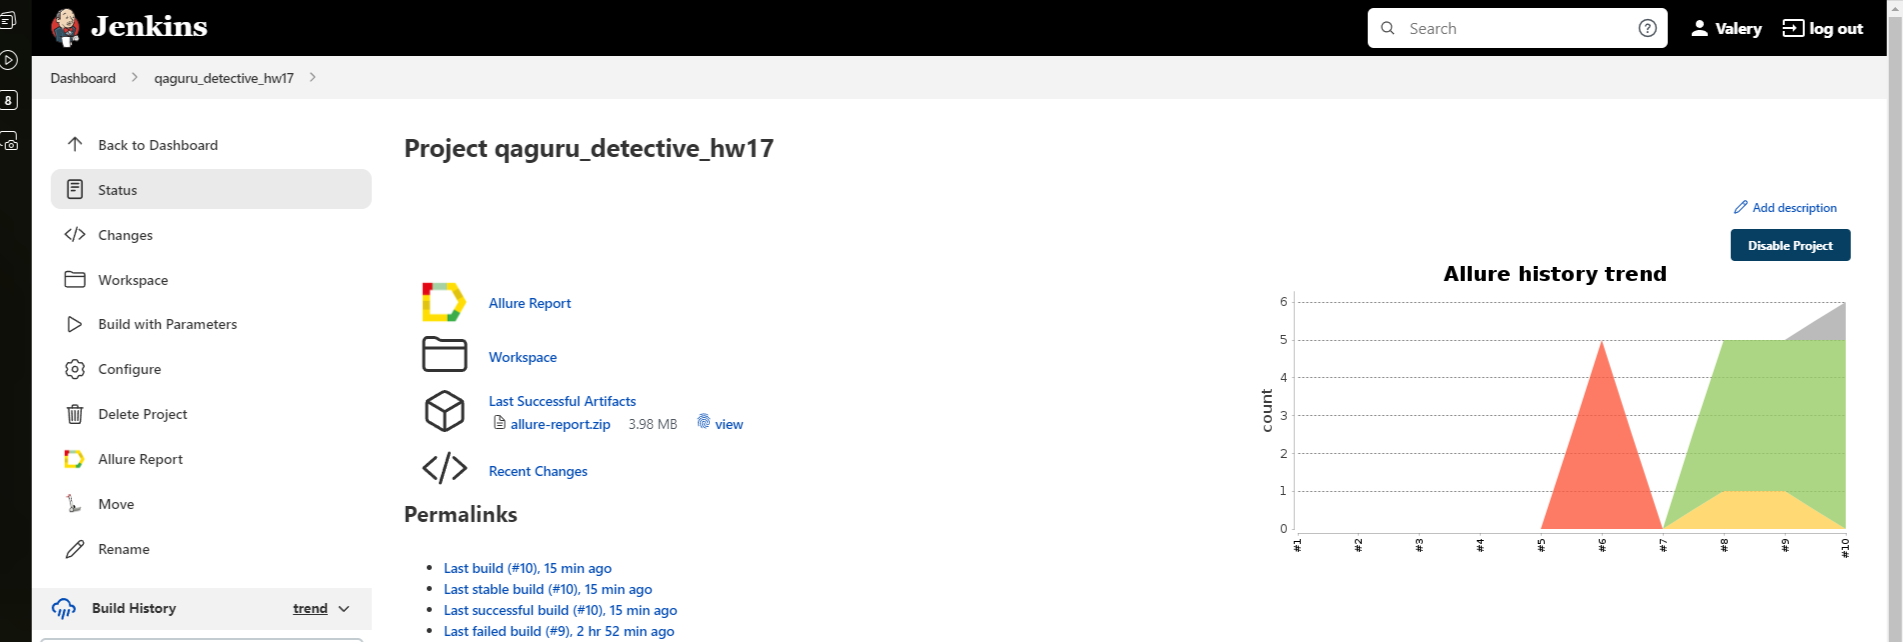 Jenkins
Search
Valery
log out
8
Dashboard
qaguru_detective_hw17
Back to Dashboard
Status
Changes
Workspace
Build with Parameters
Configure
Delete Project
Allure Report
Move
Rename
Build History
trend
Project qaguru_detective_hw17
Add description
Disable Project
Allure Report
Workspace
Last Successful Artifacts
allure-report.zip 3.98 MB view
Recent Changes
Permalinks
Last build (#10), 15 min ago
Last stable build (#10), 15 min ago
Last successful build (#10), 15 min ago
Last failed build (#9), 2 hr 52 min ago
Allure history trend
count
6
5
4
3
2
1
0
#1 #2 #3 #4 #5 #6 #7 #8 #9 #10